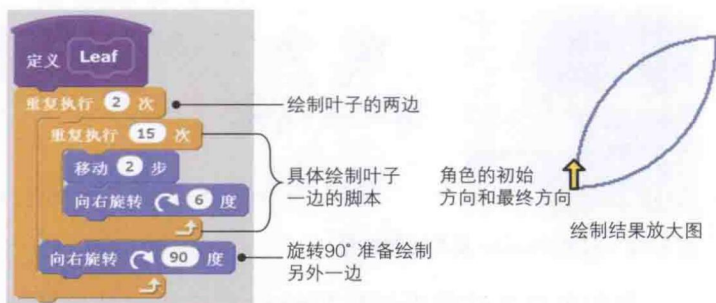 定义 Leaf
重复执行 2 次
重复执行 15 次
移动 2 步
向右旋转 6 度
向右旋转 90 度
绘制叶子的两边
具体绘制叶子
一边的脚本
旋转90°准备绘制
另外一边
角色的初始
方向和最终方向
绘制结果放大图